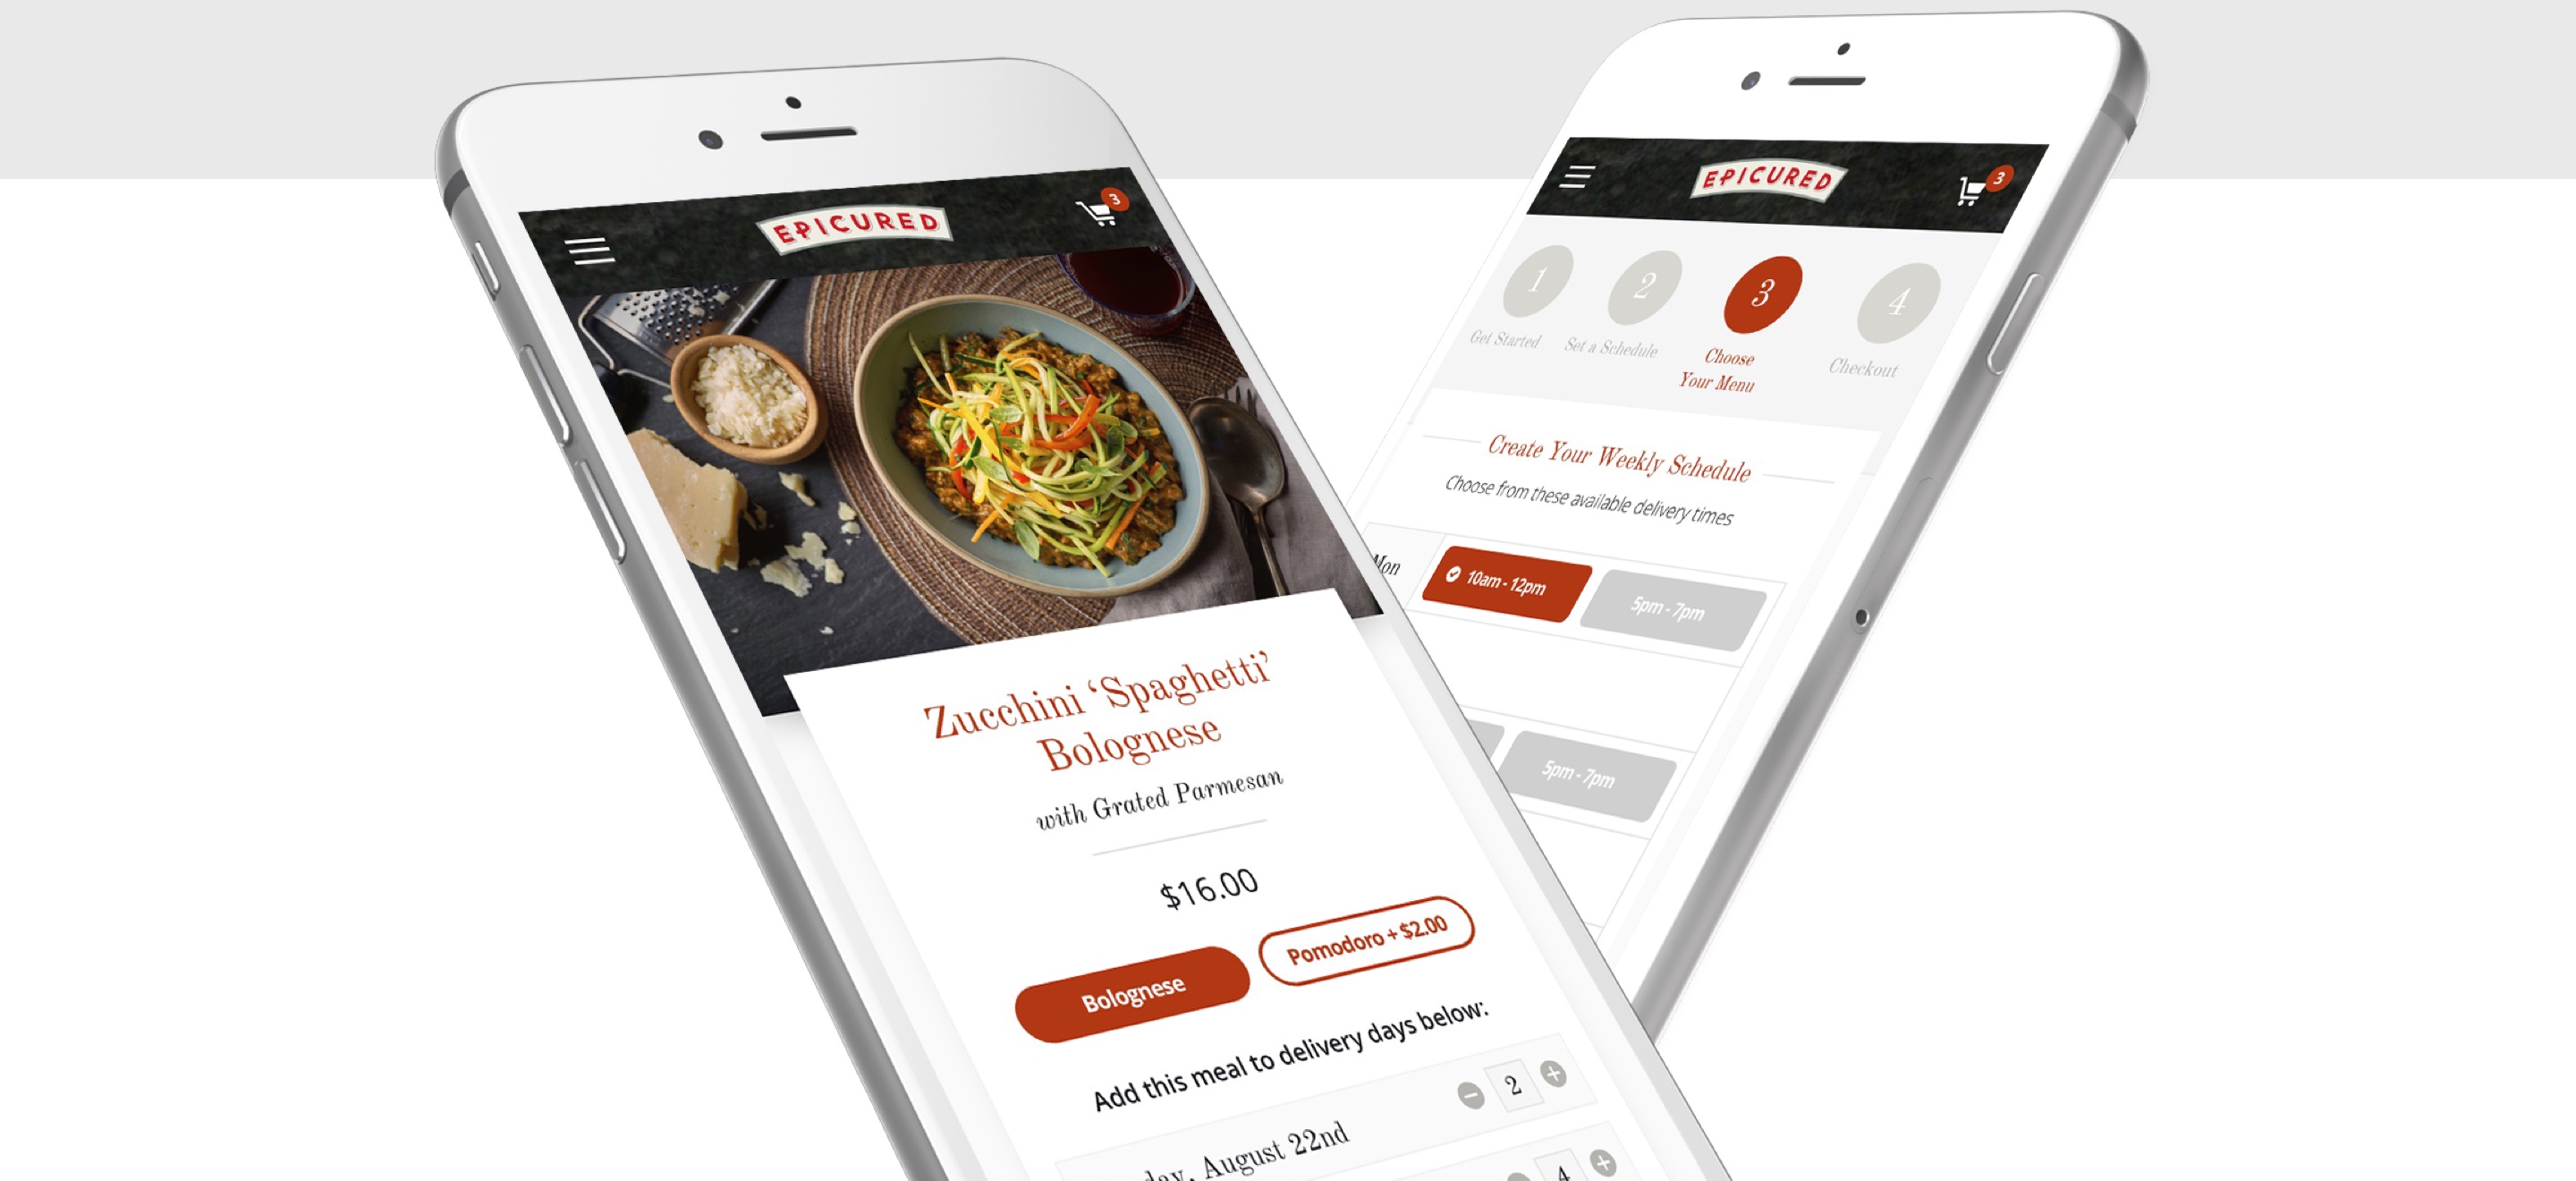 EPICURED
3
Zucchini ‘Spaghetti’
Bolognese
with Grated Parmesan
$16.00
Bolognese
Pomodoro + $2.00
Add this meal to delivery days below:
August 22nd
2
4
EPICURED
3
1
2
3
4
Get Started
Set a Schedule
Choose
Your Menu
Checkout
Create Your Weekly Schedule
Choose from these available delivery times
Mon
10am - 12pm
5pm - 7pm
5pm - 7pm